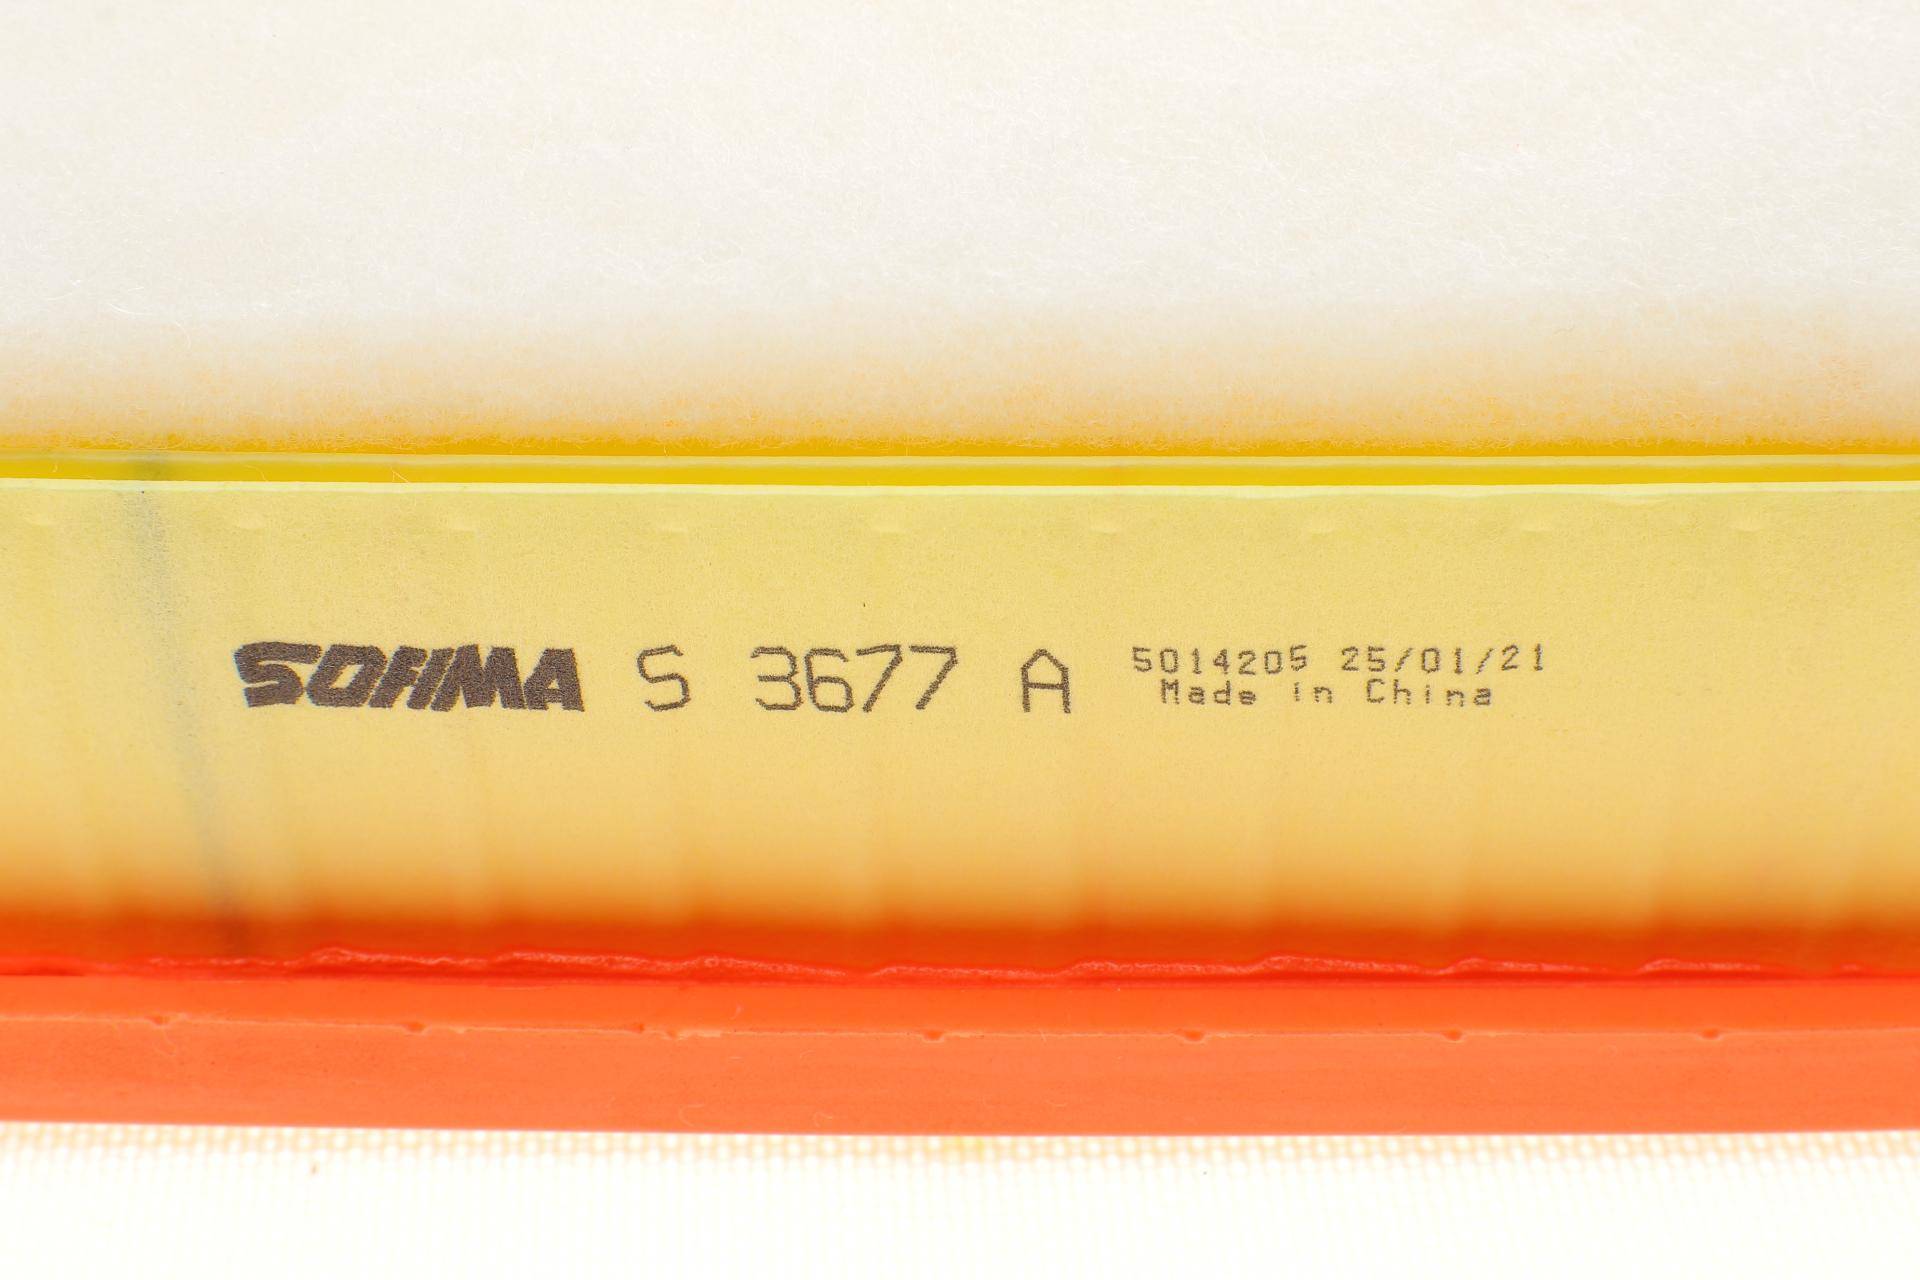 SOFIMA S 3677 A 5014205 25/01/21
Made in China